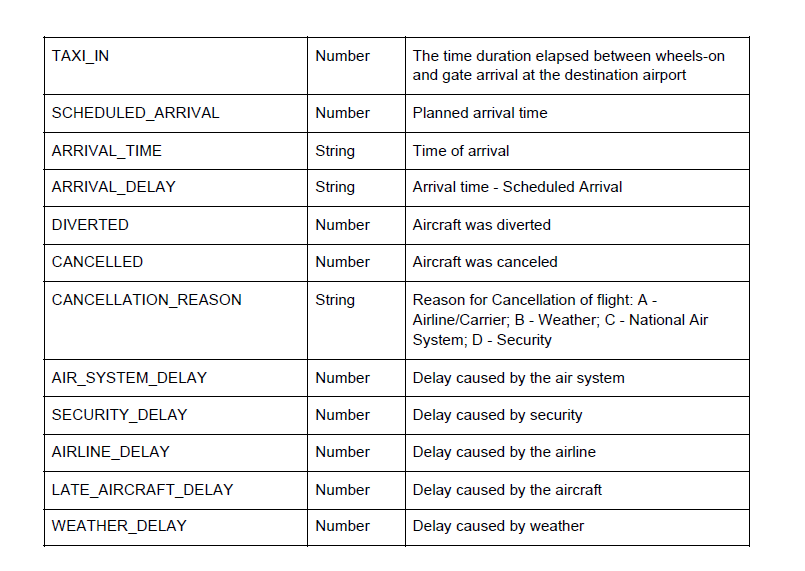 TAXI_IN Number The time duration elapsed between wheels-on
and gate arrival at the destination airport
SCHEDULED_ARRIVAL Number Planned arrival time
ARRIVAL_TIME String Time of arrival
ARRIVAL_DELAY String Arrival time - Scheduled Arrival
DIVERTED Number Aircraft was diverted
CANCELLED Number Aircraft was canceled
CANCELLATION_REASON String Reason for Cancellation of flight: A -
Airline/Carrier; B - Weather; C - National Air
System; D - Security
AIR_SYSTEM_DELAY Number Delay caused by the air system
SECURITY_DELAY Number Delay caused by security
AIRLINE_DELAY Number Delay caused by the airline
LATE_AIRCRAFT_DELAY Number Delay caused by the aircraft
WEATHER_DELAY Number Delay caused by weather